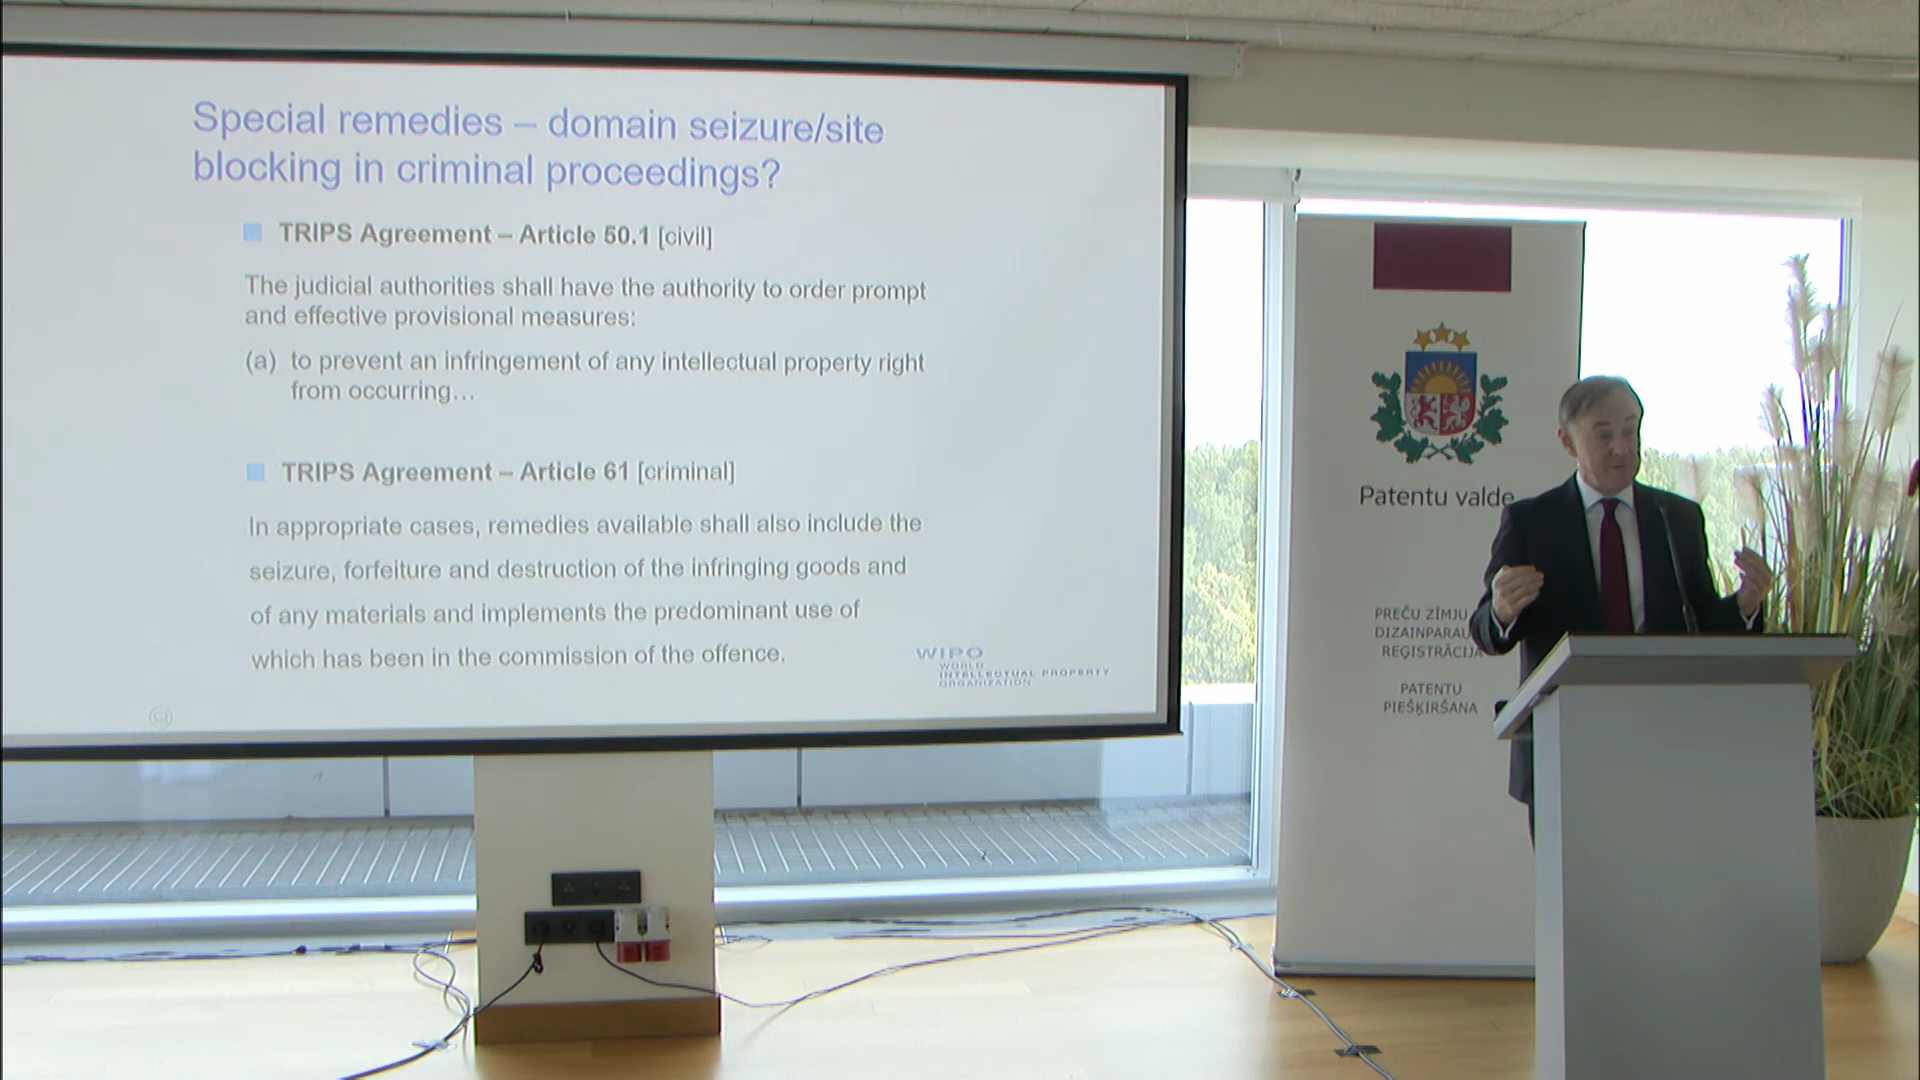 Special remedies – domain seizure/site
blocking in criminal proceedings?
TRIPS Agreement – Article 50.1 [civil]
The judicial authorities shall have the authority to order prompt
and effective provisional measures:
(a) to prevent an infringement of any intellectual property right
from occurring…
TRIPS Agreement – Article 61 [criminal]
In appropriate cases, remedies available shall also include the
seizure, forfeiture and destruction of the infringing goods and
of any materials and implements the predominant use of
which has been in the commission of the offence.
WIPO
WORLD
INTELLECTUAL PROPERTY
ORGANIZATION
Patentu valde
PREČU ZĪMJU
DIZAINPARAU
REĢISTRĀCIJA
PATENTU
PIEŠĶIRŠANA